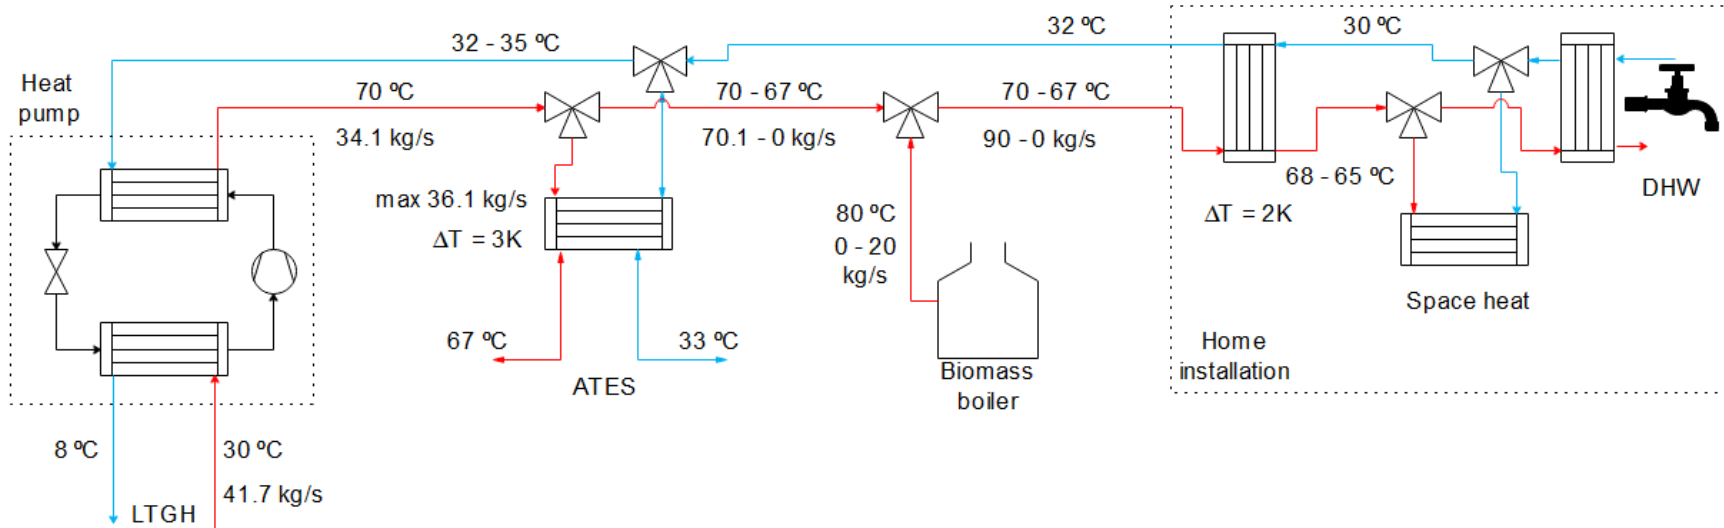 32 - 35 ºC
32 ºC
30 ºC
Heat
pump
70 ºC
34.1 kg/s
70 - 67 ºC
70.1 - 0 kg/s
70 - 67 ºC
90 - 0 kg/s
68 - 65 ºC
DHW
max 36.1 kg/s
ΔT = 3K
80 ºC
0 - 20
kg/s
ΔT = 2K
Space heat
67 ºC
33 ºC
ATES
Biomass
boiler
Home
installation
8 ºC
30 ºC
41.7 kg/s
LTGH